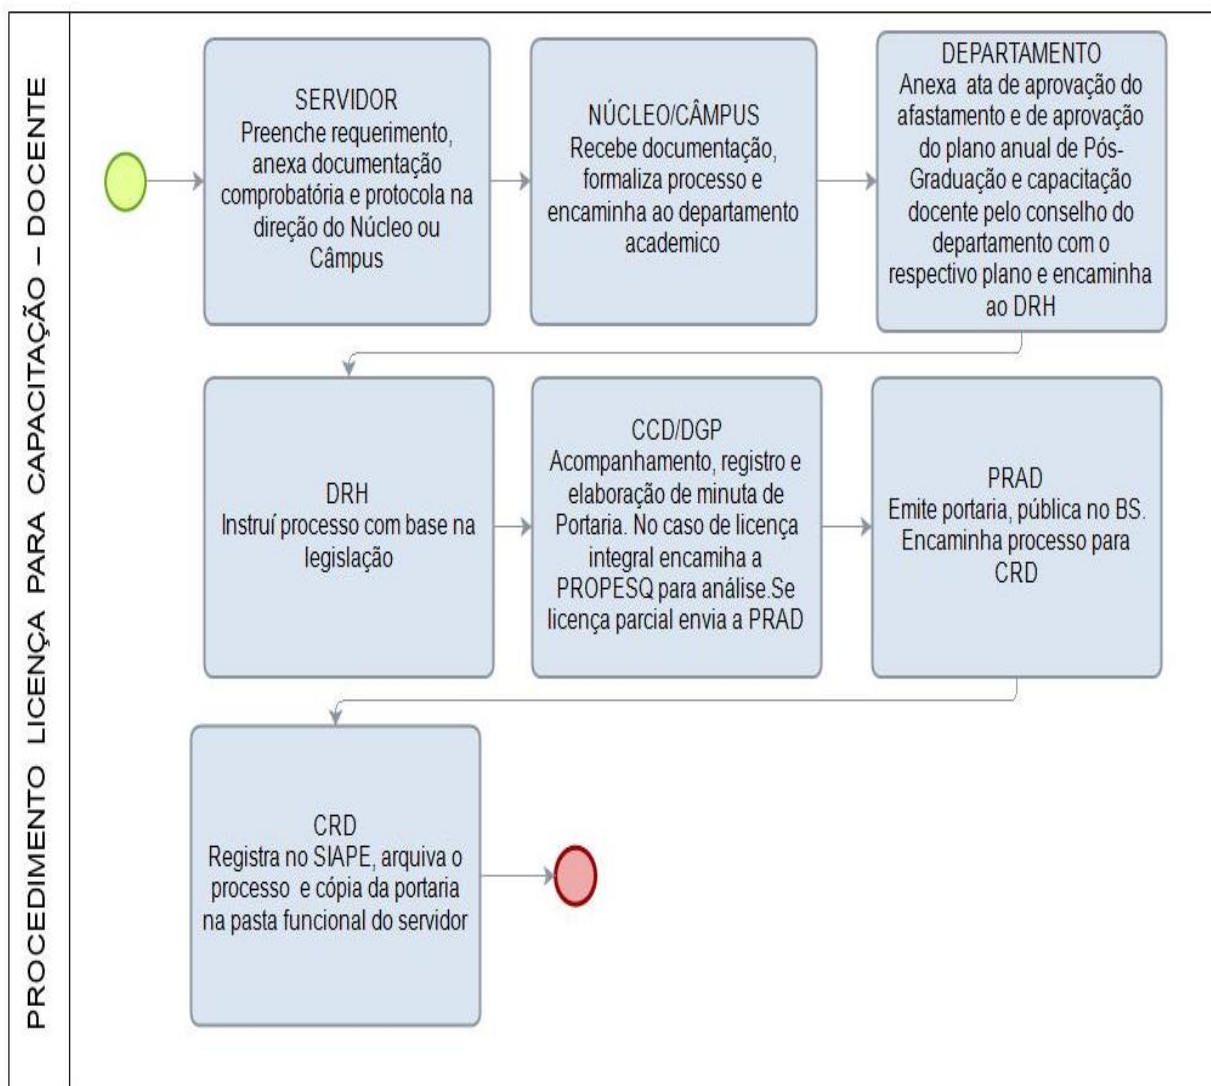 PROCEDIMENTO LICENÇA PARA CAPACITAÇÃO – DOCENTE
SERVIDOR
Preenche requerimento,
anexa documentação
comprobatória e protocola na
direção do Núcleo ou
Câmpus
NÚCLEO/CÂMPUS
Recebe documentação,
formaliza processo e
encaminha ao departamento
academico
DEPARTAMENTO
Anexa ata de aprovação do
afastamento e de aprovação
do plano anual de Pós-
Graduação e capacitação
docente pelo conselho do
departamento com o
respectivo plano e encaminha
ao DRH
DRH
Instruí processo com base na
legislação
CCD/DGP
Acompanhamento, registro e
elaboração de minuta de
Portaria. No caso de licença
integral encamiha a
PROPESQ para análise.Se
licença parcial envia a PRAD
PRAD
Emite portaria, pública no BS.
Encaminha processo para
CRD
CRD
Registra no SIAPE, arquiva o
processo e cópia da portaria
na pasta funcional do servidor